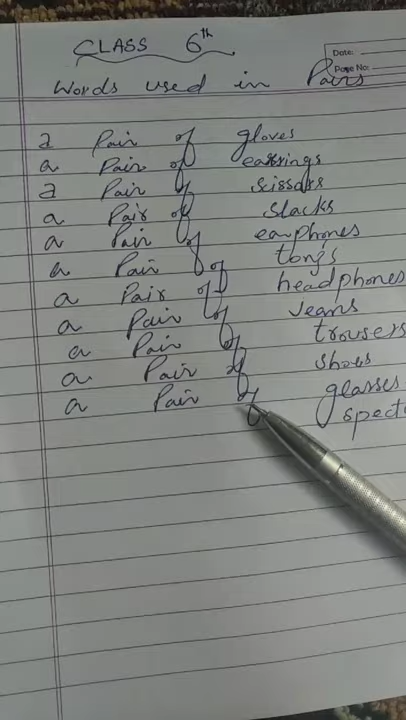 CLASS 6th
Date:
Page No:
Words used in Pairs
a Pair of gloves
a Pair of earrings
a Pair of scissors
a Pair of slacks
a Pair of earphones
a Pair of tongs
a Pair of headphones
a Pair of jeans
a Pair of trousers
a Pair of shoes
a Pair of glasses
spect